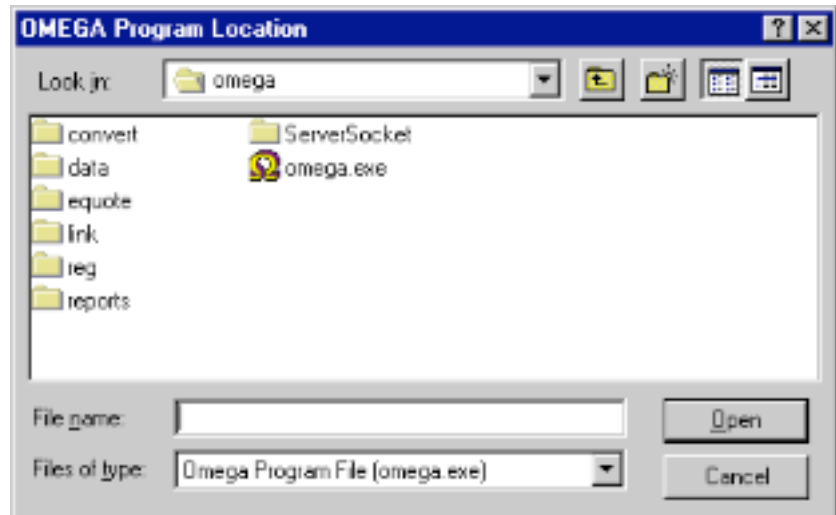 OMEGA Program Location
Look in: omega
convert
data
equote
link
reg
reports
ServerSocket
omega.exe
File name:
Open
Files of type: Omega Program File (omega.exe)
Cancel